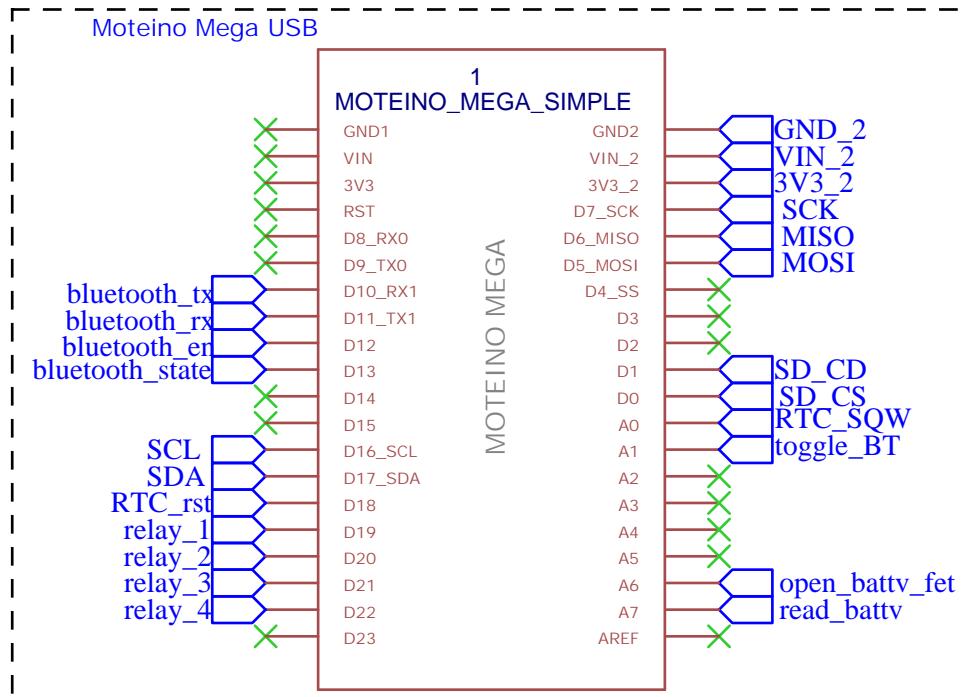 Moteino Mega USB
1
MOTEINO_MEGA_SIMPLE
GND1 GND2 GND_2
VIN VIN_2 VIN_2
3V3 3V3_2 3V3_2
RST D7_SCK SCK
D8_RX0 D6_MISO MISO
D9_TX0 D5_MOSI MOSI
bluetooth_tx D10_RX1 D4_SS
bluetooth_rx D11_TX1 D3
bluetooth_en D12 D2
bluetooth_state D13 D1 SD_CD
D14 D0 SD_CS
D15 A0 RTC_SQW
SCL D16_SCL A1 toggle_BT
SDA D17_SDA A2
RTC_rst D18 A3
relay_1 D19 A4
relay_2 D20 A5
relay_3 D21 A6 open_battv_fet
relay_4 D22 A7 read_battv
D23 AREF
MOTEINO MEGA